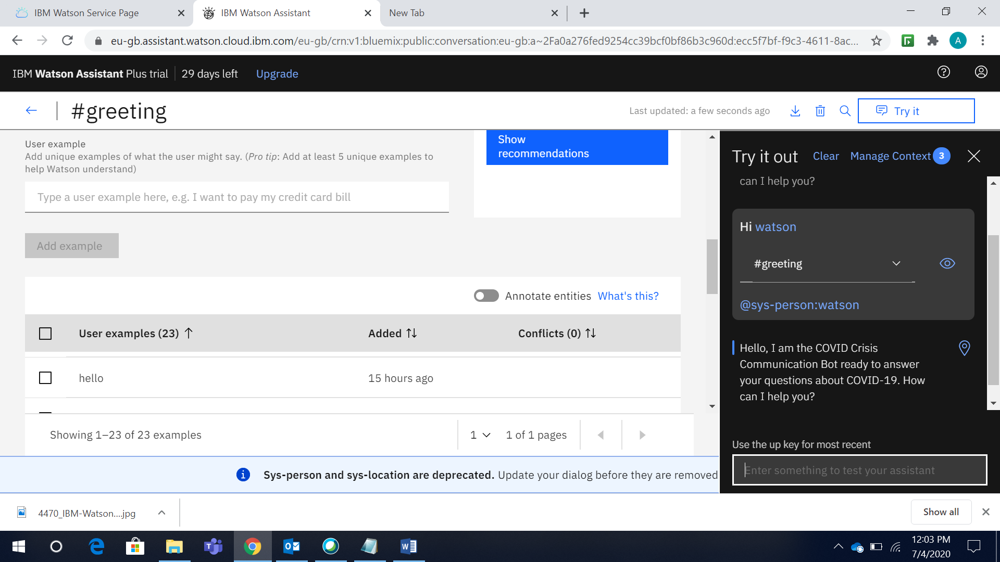 IBM Watson Service Page
IBM Watson Assistant
New Tab
eu-gb.assistant.watson.cloud.ibm.com/eu-gb/crn:v1:bluemix:public:conversation:eu-gb:a~2Fa0a276fed9254cc39bcf0bf86b3c960d:ecc5f7bf-f9c3-4611-8ac...
A
IBM Watson Assistant Plus trial
29 days left
Upgrade
#greeting
Last updated: a few seconds ago
Try it
User example
Add unique examples of what the user might say. (Pro tip: Add at least 5 unique examples to
help Watson understand)
Type a user example here, e.g. I want to pay my credit card bill
Add example
Show
recommendations
Annotate entities What's this?
User examples (23)
Added
Conflicts (0)
hello
15 hours ago
Showing 1–23 of 23 examples
1
1 of 1 pages
Sys-person and sys-location are deprecated. Update your dialog before they are removed
Try it out
Clear
Manage Context 3
can I help you?
Hi watson
#greeting
@sys-person:watson
Hello, I am the COVID Crisis
Communication Bot ready to answer
your questions about COVID-19. How
can I help you?
Use the up key for most recent
Enter something to test your assistant
4470_IBM-Watson....jpg
Show all
12:03 PM
7/4/2020